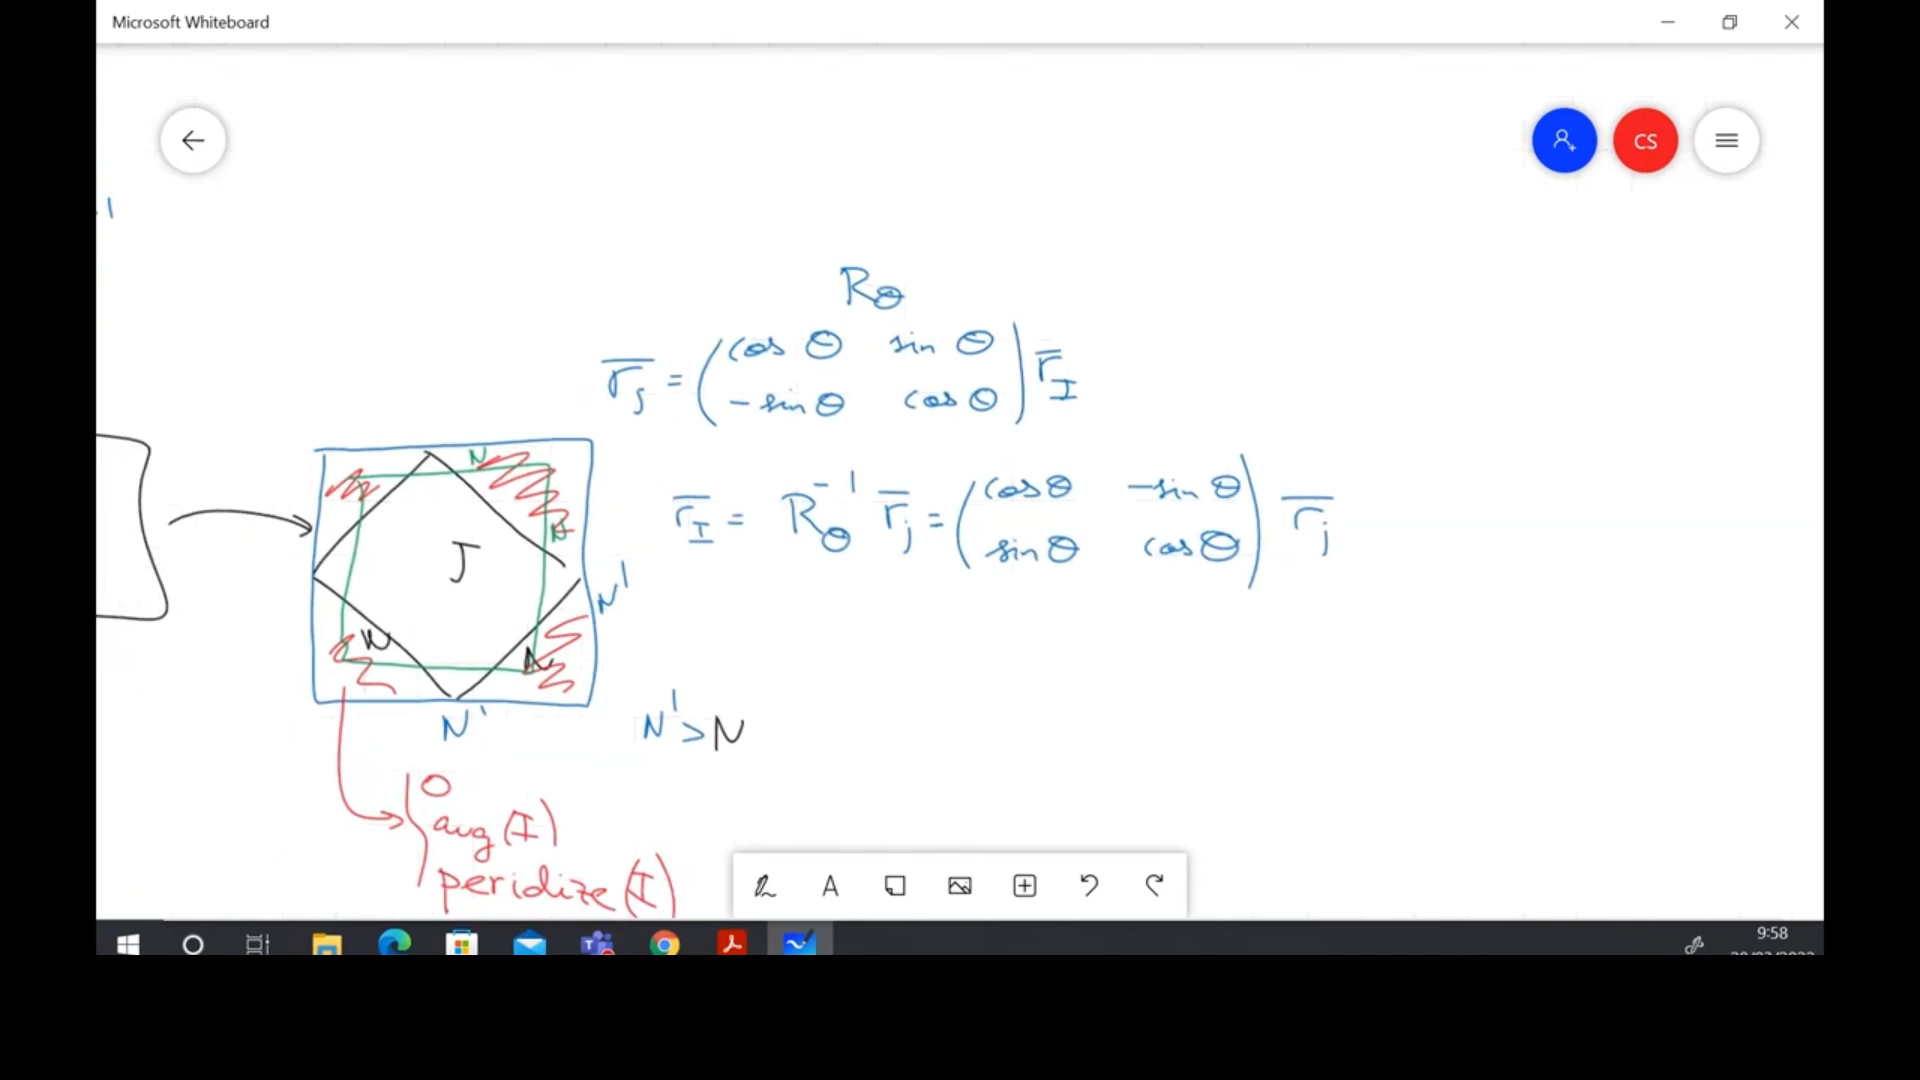 Microsoft Whiteboard
CS
Rθ
r̅J = (cos θ sin θ
-sin θ cos θ) r̅I
r̅I = Rθ⁻¹ r̅j = (cos θ -sin θ
sin θ cos θ) r̅j
N
N
J
N'
N
N
N'
N' > N
0
avg (I)
peridize (I)
A
9:58